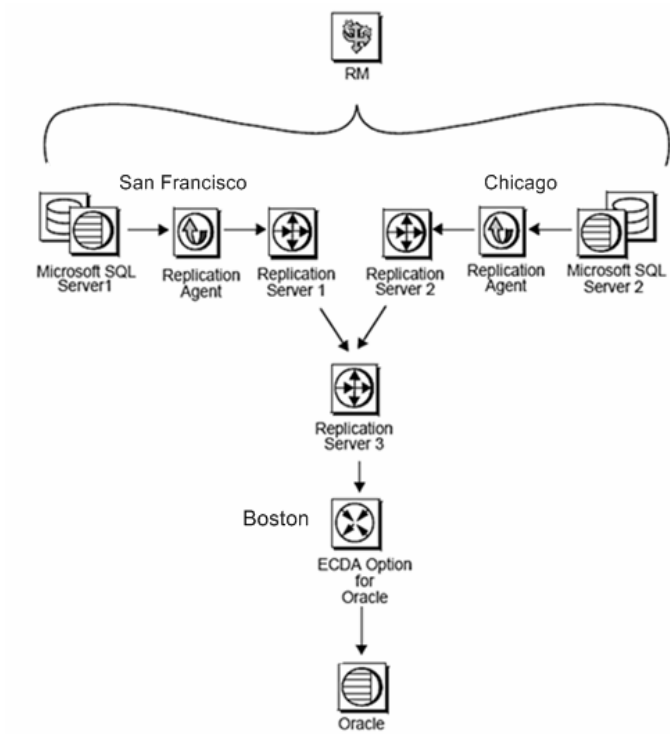 RM
San Francisco
Chicago
Microsoft SQL
Server1
Replication
Agent
Replication
Server 1
Replication
Server 2
Replication
Agent
Microsoft SQL
Server 2
Replication
Server 3
Boston
ECDA Option
for
Oracle
Oracle